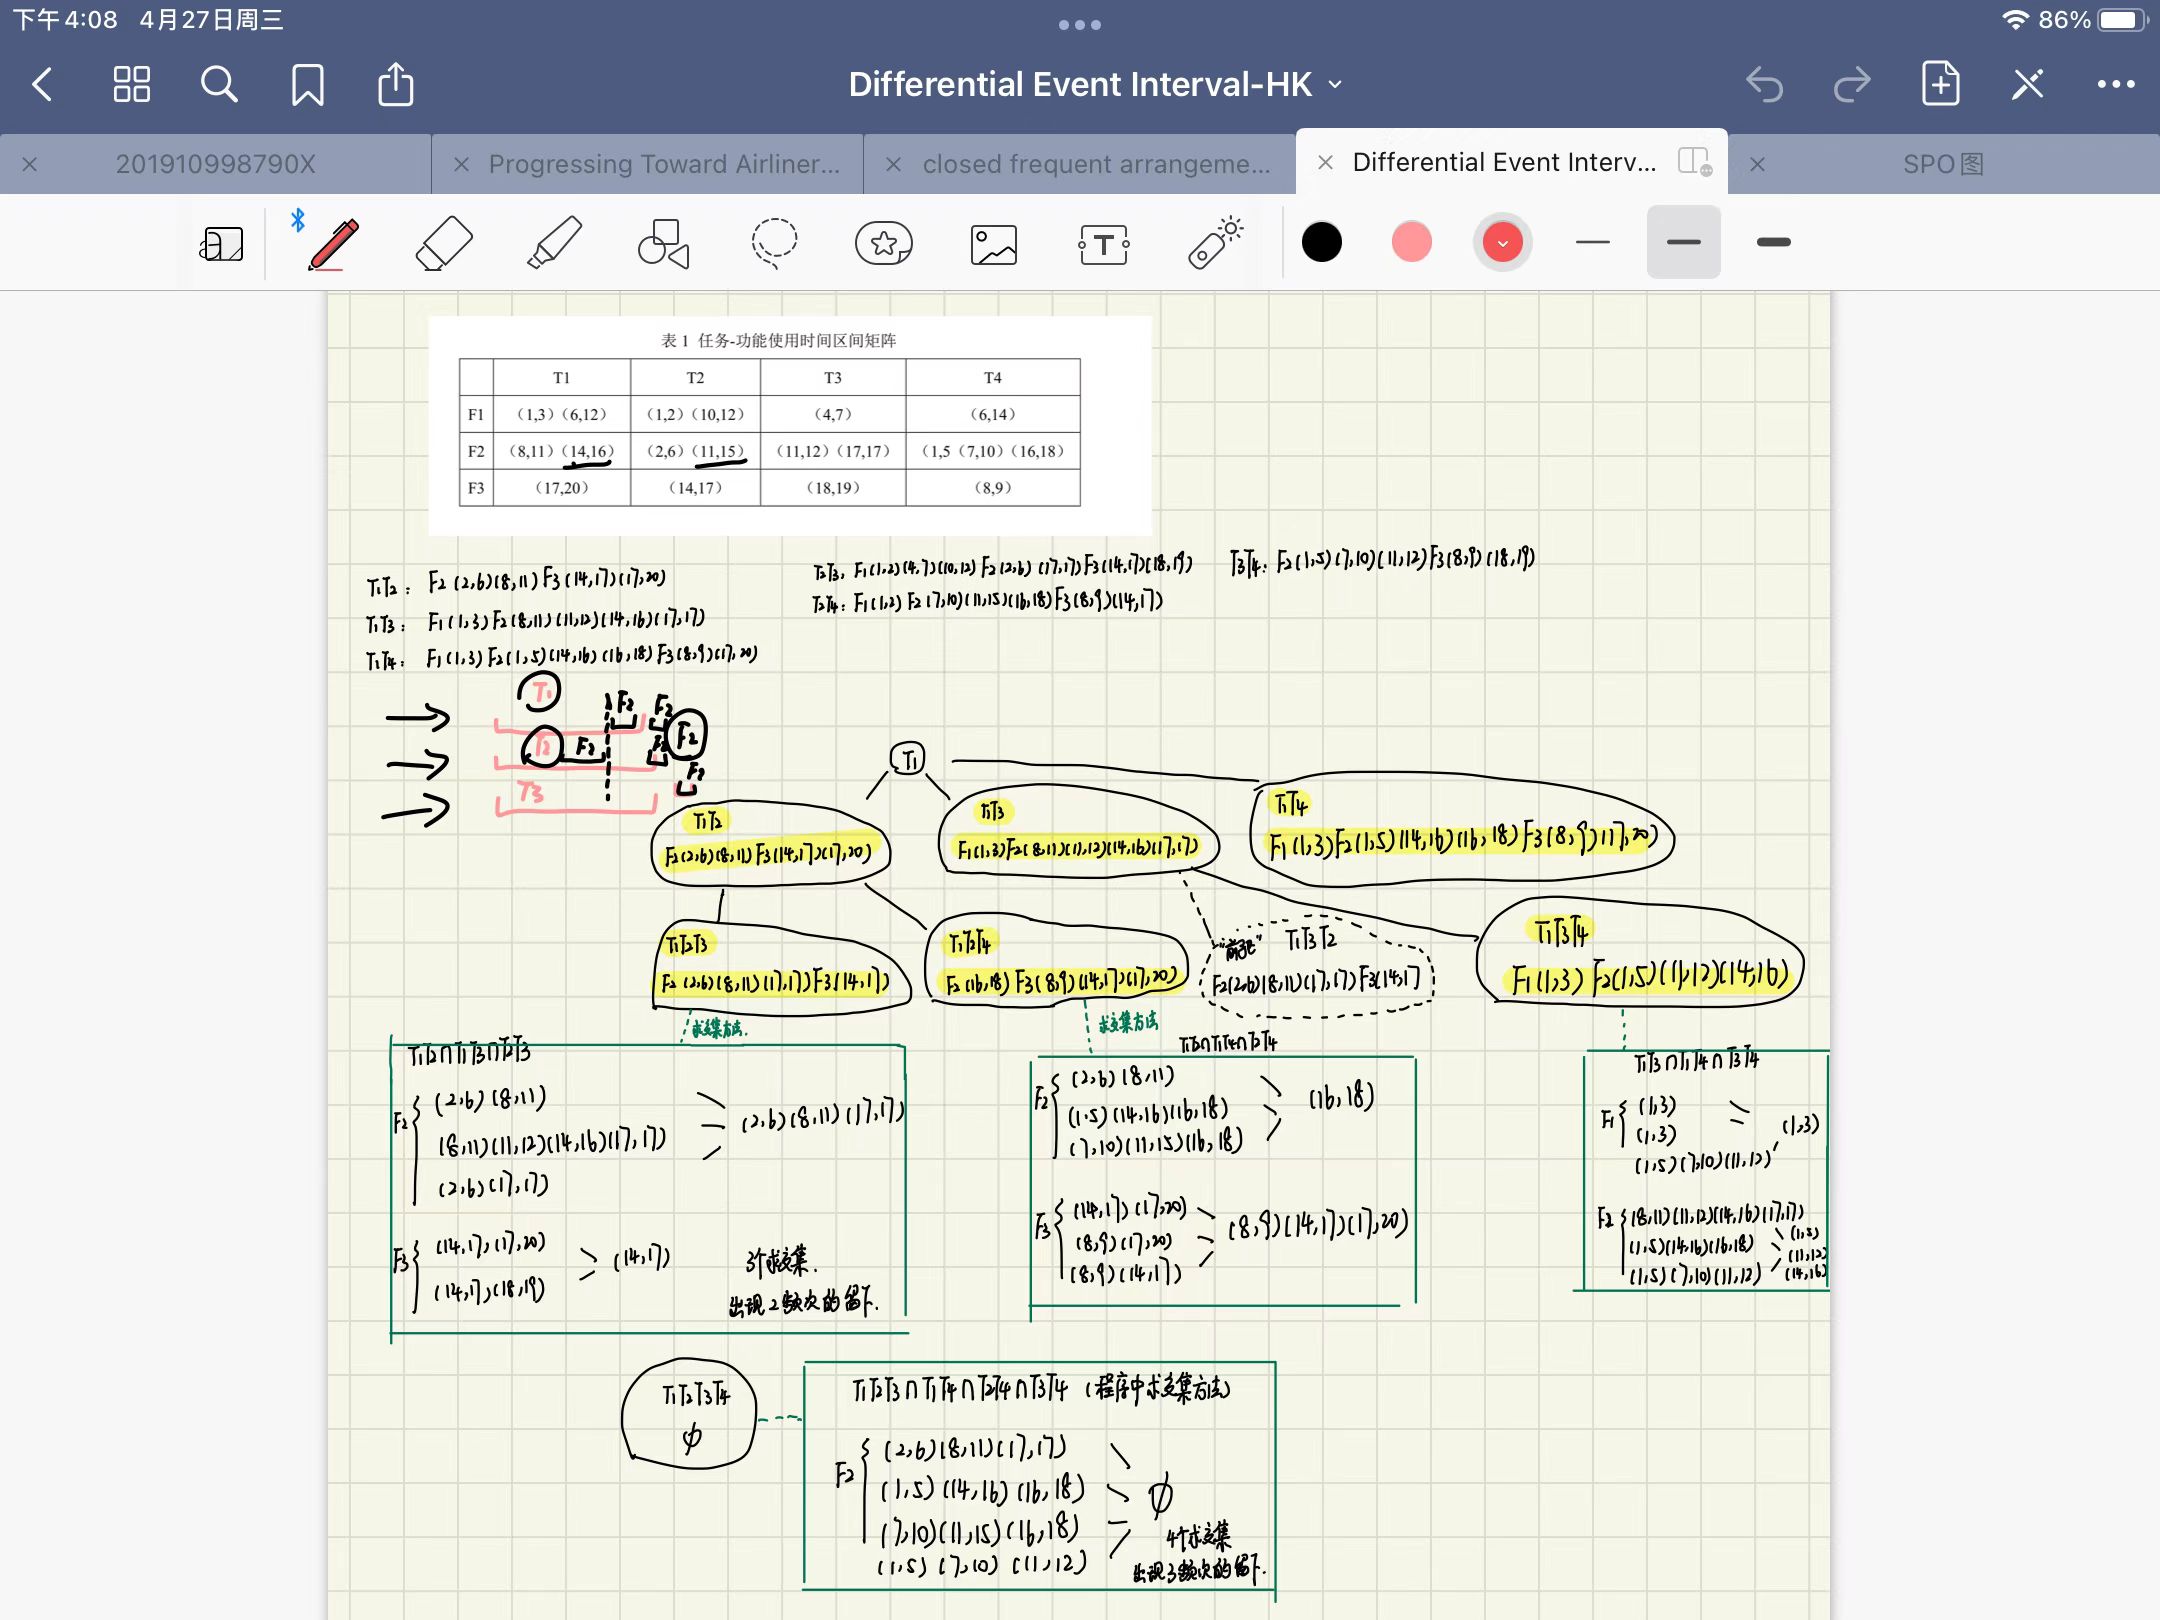 下午4:08 4月27日周三
86%
Differential Event Interval-HK
201910998790X
Progressing Toward Airliner...
closed frequent arrangeme...
Differential Event Interv...
SPO图
表 1 任务-功能使用时间区间矩阵
T1 T2 T3 T4
F1 （1,3）（6,12） （1,2）（10,12） （4,7） （6,14）
F2 （8,11）（14,16） （2,6）（11,15） （11,12）（17,17） （1,5（7,10）（16,18）
F3 （17,20） （14,17） （18,19） （8,9）
T1T2: F2 (2,6)(8,11) F3(14,17)(17,20)
T1T3: F1(1,3)F2(8,11)(11,12)(14,16)(17,17)
T1T4: F1(1,3)F2(1,5)(14,16)(16,18)F3(8,9)(17,20)
T2T3, F1(1,2)(4,7)(10,12)F2(2,6)(17,17)F3(14,17)(18,19)
T2T4: F1(1,2)F2(7,10)(11,15)(16,18)F3(8,9)(14,17)
T3T4: F2(1,5)(7,10)(11,12)F3(8,9)(18,19)
T1
F2 F2
T2 F2 F2
F2
T3
T1
T1T2
F2(2,6)(8,11)F3(14,17)(17,20)
T1T3
F1(1,3)F2(8,11)(11,12)(14,16)(17,17)
T1T4
F1(1,3)F2(1,5)(14,16)(16,18)F3(8,9)(17,20)
T1T2T3
F2(2,6)(8,11)(17,17)F3(14,17)
T1T2T4
F2(16,18)F3(8,9)(14,17)(17,20)
T1T3T2
F2(2,6)(8,11)(17,17)F3(14,17
T1T3T4
F1(1,3) F2(1,5)(11,12)(14,16)
求交集方法.
求交集方法
T1T2∩T1T3∩T2T3
F2 (2,6)(8,11)
(8,11)(11,12)(14,16)(17,17)
(2,6)(17,17)
(2,6)(8,11)(17,17)
F3 (14,17)(17,20)
(14,17)(18,19)
(14,17)
3个求交集.
出现2频次的留下.
T1T2∩T1T4∩T2T4
F2 (2,6)(8,11)
(1,5)(14,16)(16,18)
(7,10)(11,15)(16,18)
(16,18)
F3 (14,17)(17,20)
(8,9)(17,20)
(8,9)(14,17)
(8,9)(14,17)(17,20)
T1T3∩T1T4∩T3T4
F1 (1,3)
(1,3)
(1,5)(7,10)(11,12)
(1,3)
F2 (8,11)(11,12)(14,16)(17,17)
(1,5)(14,16)(16,18)
(1,5)(7,10)(11,12)
(1,5)
(11,12)
(14,16)
T1T2T3T4
φ
T1T2T3∩T1T4∩T2T4∩T3T4 (程序中求交集方法)
F2 (2,6)(8,11)(17,17)
(1,5)(14,16)(16,18)
(7,10)(11,15)(16,18)
(1,5)(7,10)(11,12)
φ
4个求交集
出现3频次的留下.